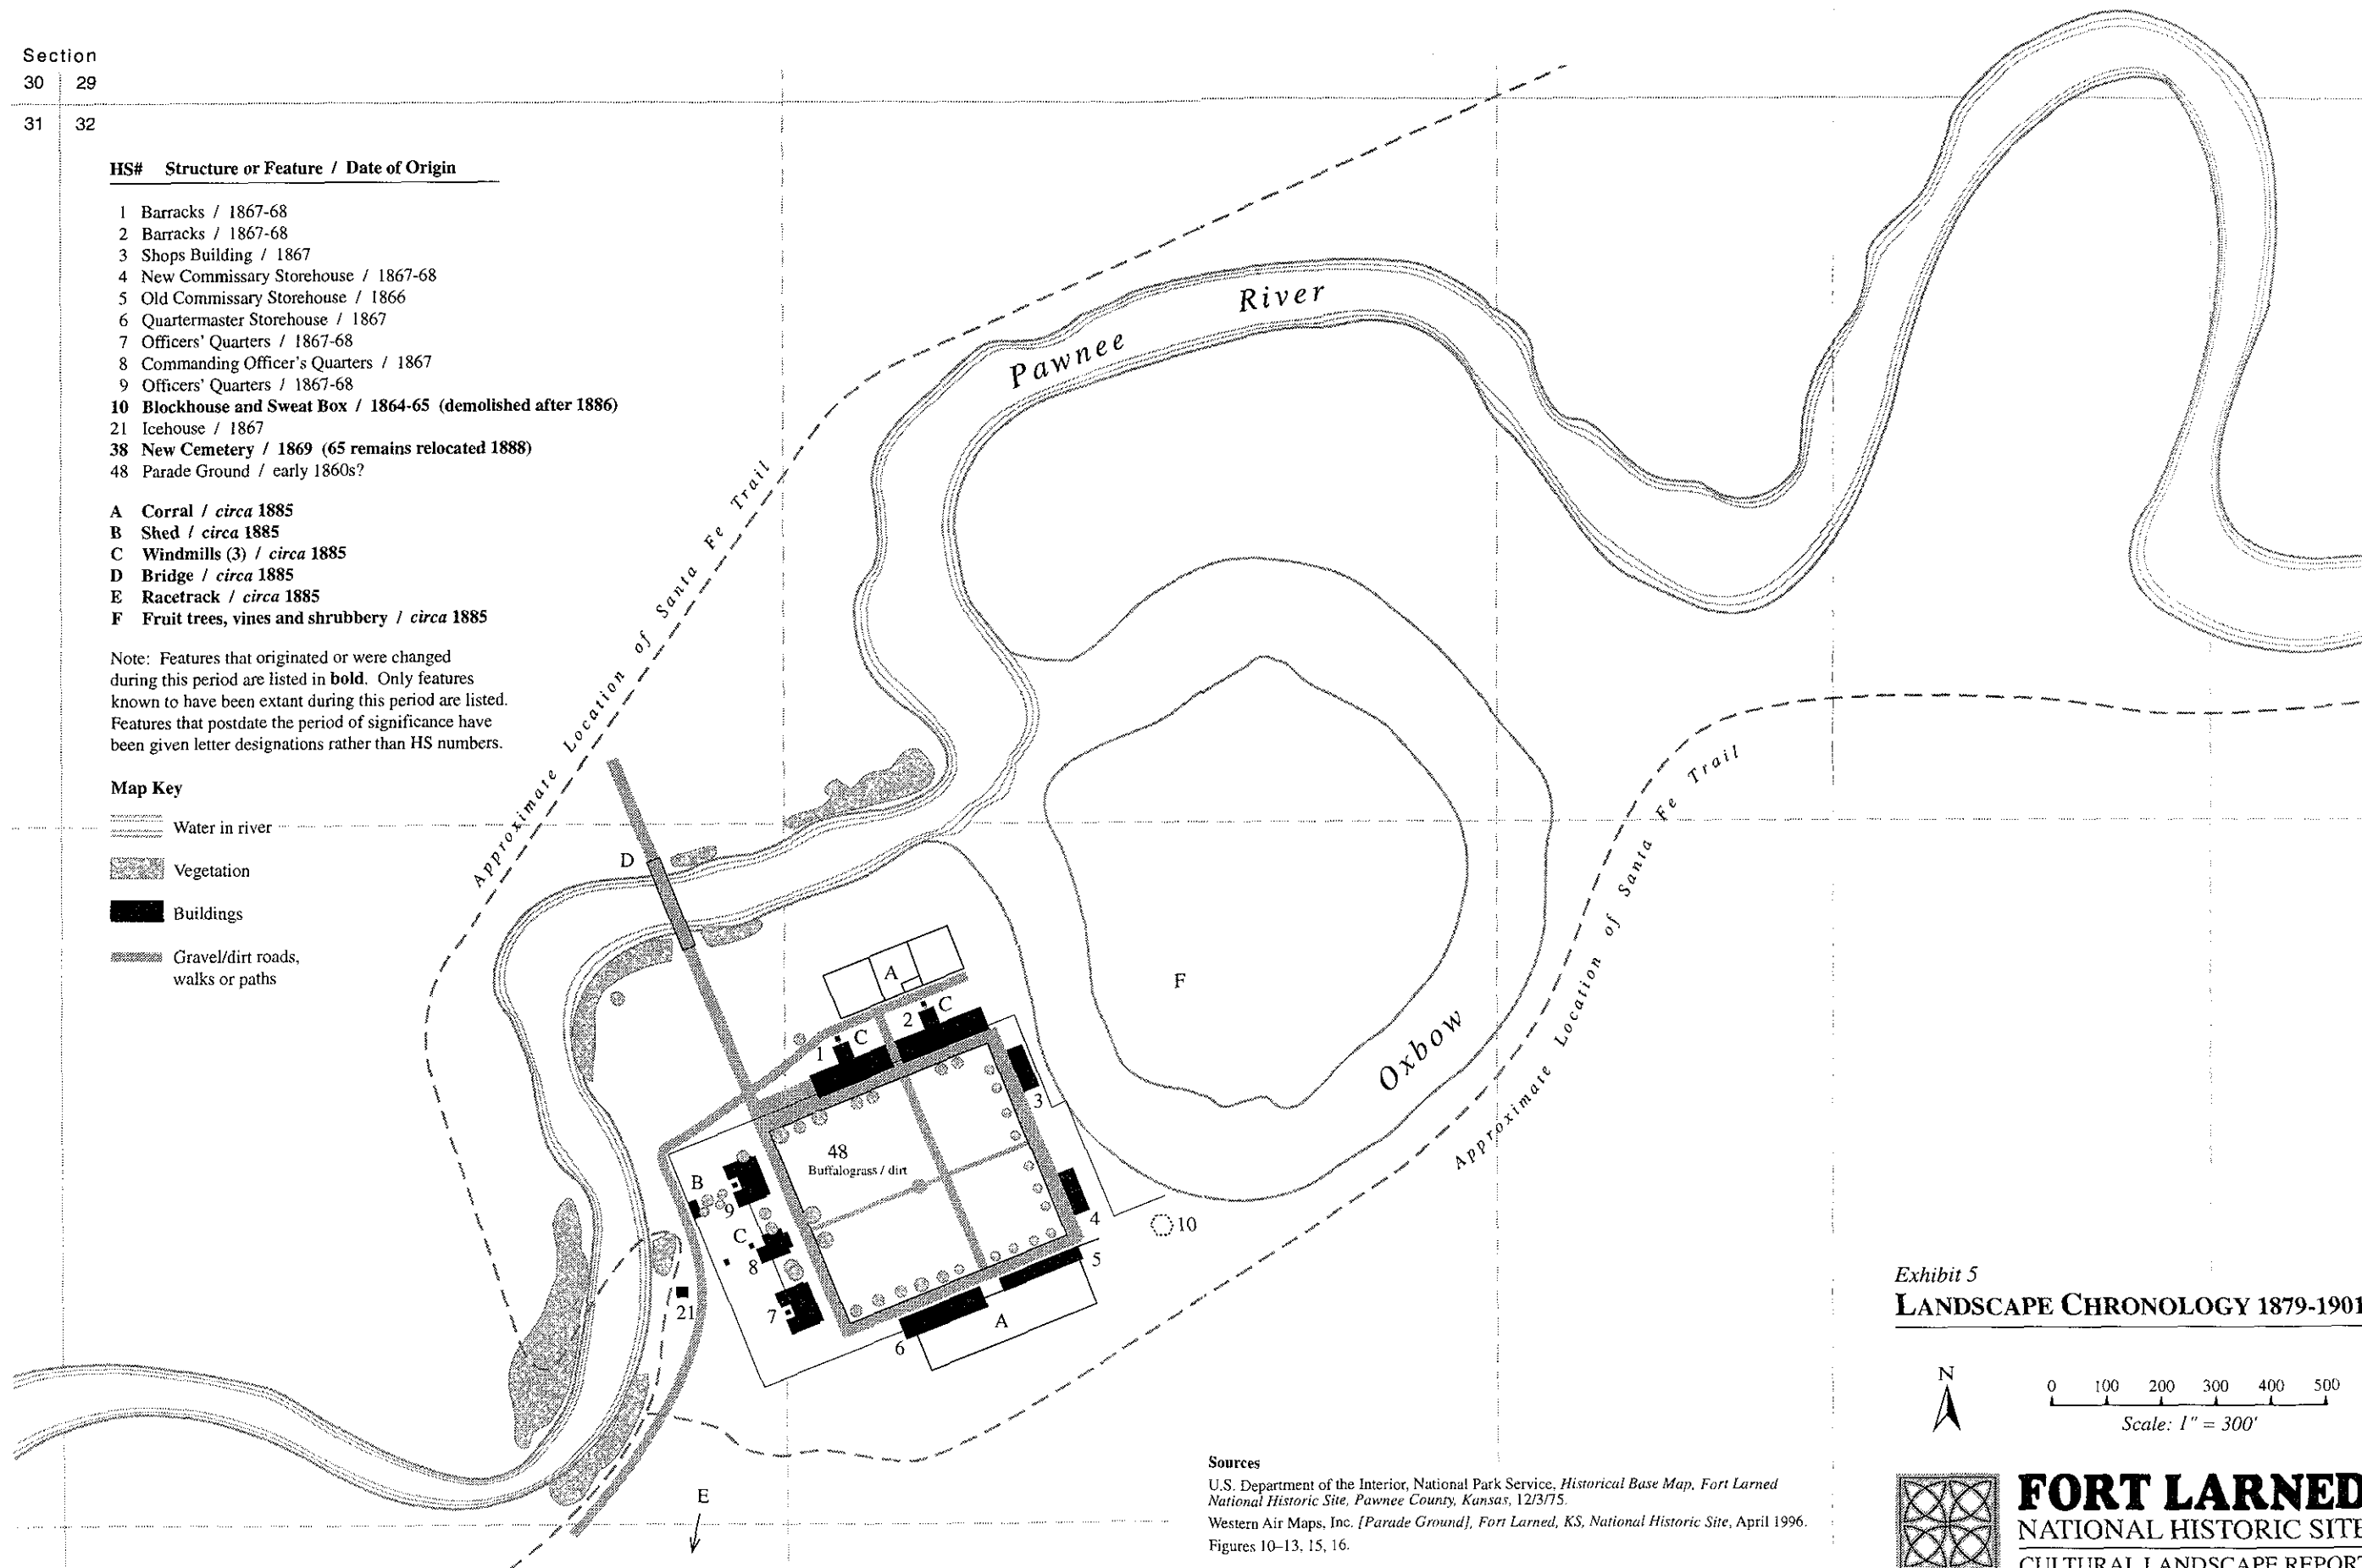 Section
30 29
31 32
HS# Structure or Feature / Date of Origin
1 Barracks / 1867-68
2 Barracks / 1867-68
3 Shops Building / 1867
4 New Commissary Storehouse / 1867-68
5 Old Commissary Storehouse / 1866
6 Quartermaster Storehouse / 1867
7 Officers' Quarters / 1867-68
8 Commanding Officer's Quarters / 1867
9 Officers' Quarters / 1867-68
10 Blockhouse and Sweat Box / 1864-65 (demolished after 1886)
21 Icehouse / 1867
38 New Cemetery / 1869 (65 remains relocated 1888)
48 Parade Ground / early 1860s?
A Corral / circa 1885
B Shed / circa 1885
C Windmills (3) / circa 1885
D Bridge / circa 1885
E Racetrack / circa 1885
F Fruit trees, vines and shrubbery / circa 1885
Note: Features that originated or were changed
during this period are listed in bold. Only features
known to have been extant during this period are listed.
Features that postdate the period of significance have
been given letter designations rather than HS numbers.
Map Key
Water in river
Vegetation
Buildings
Gravel/dirt roads,
walks or paths
Pawnee River
Approximate Location of Santa Fe Trail
Approximate Location of Santa Fe Trail
Oxbow
D
A
F
2 C
1 C
3
48
Buffalograss / dirt
B
9
C
8
4
10
5
21
7
A
6
E
Exhibit 5
LANDSCAPE CHRONOLOGY 1879-1901
N
0 100 200 300 400 500
Scale: 1" = 300'
Sources
U.S. Department of the Interior, National Park Service, Historical Base Map, Fort Larned
National Historic Site, Pawnee County, Kansas, 12/3/75.
Western Air Maps, Inc. [Parade Ground], Fort Larned, KS, National Historic Site, April 1996.
Figures 10–13, 15, 16.
FORT LARNED
NATIONAL HISTORIC SITE
CULTURAL LANDSCAPE REPORT